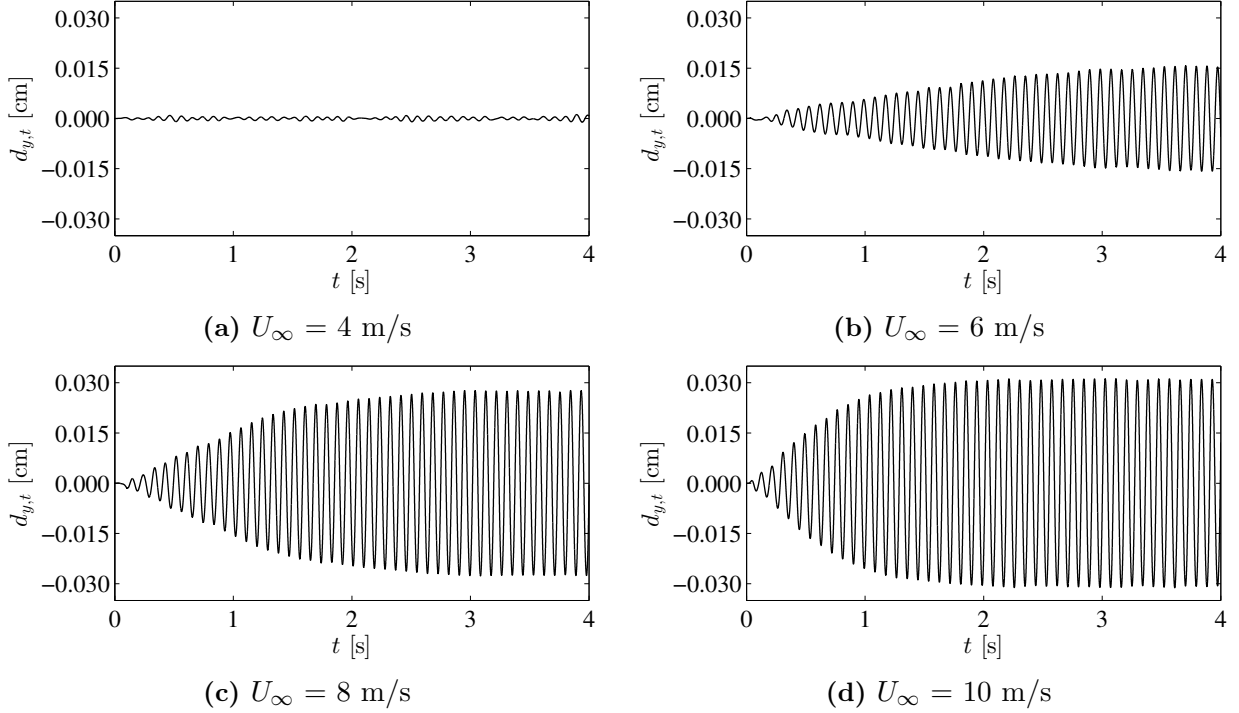 0.030
0.015
0.000
−0.015
−0.030
d_{y,t} [cm]
0 1 2 3 4
t [s]
(a) U_∞ = 4 m/s
0.030
0.015
0.000
−0.015
−0.030
d_{y,t} [cm]
0 1 2 3 4
t [s]
(b) U_∞ = 6 m/s
0.030
0.015
0.000
−0.015
−0.030
d_{y,t} [cm]
0 1 2 3 4
t [s]
(c) U_∞ = 8 m/s
0.030
0.015
0.000
−0.015
−0.030
d_{y,t} [cm]
0 1 2 3 4
t [s]
(d) U_∞ = 10 m/s